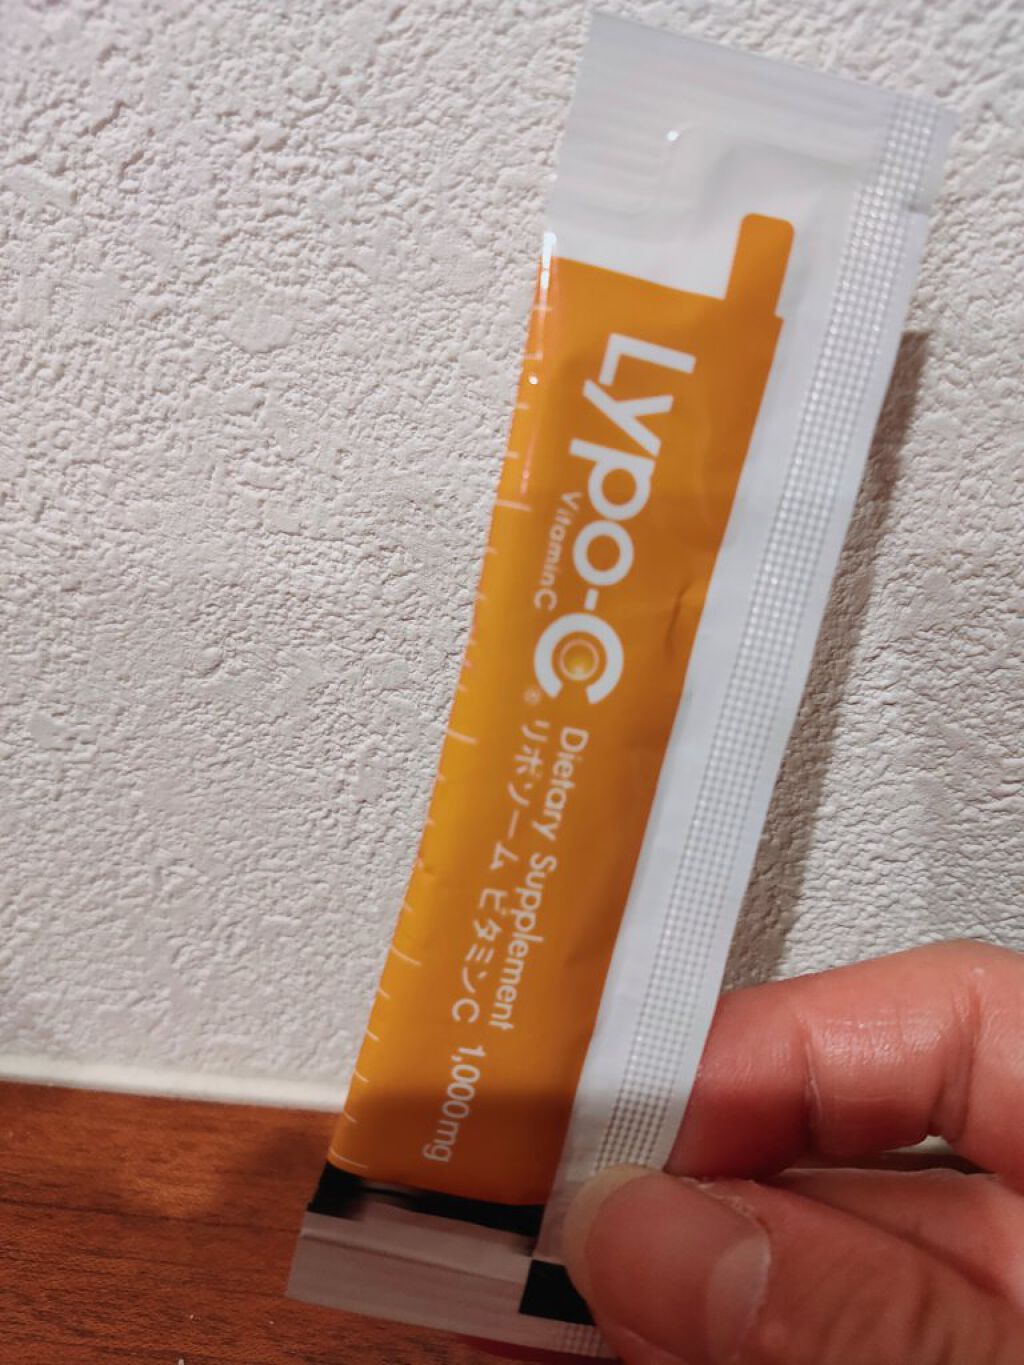 Lypo-C
VitaminC
®
Dietary Supplement
リポソーム ビタミンC 1,000mg